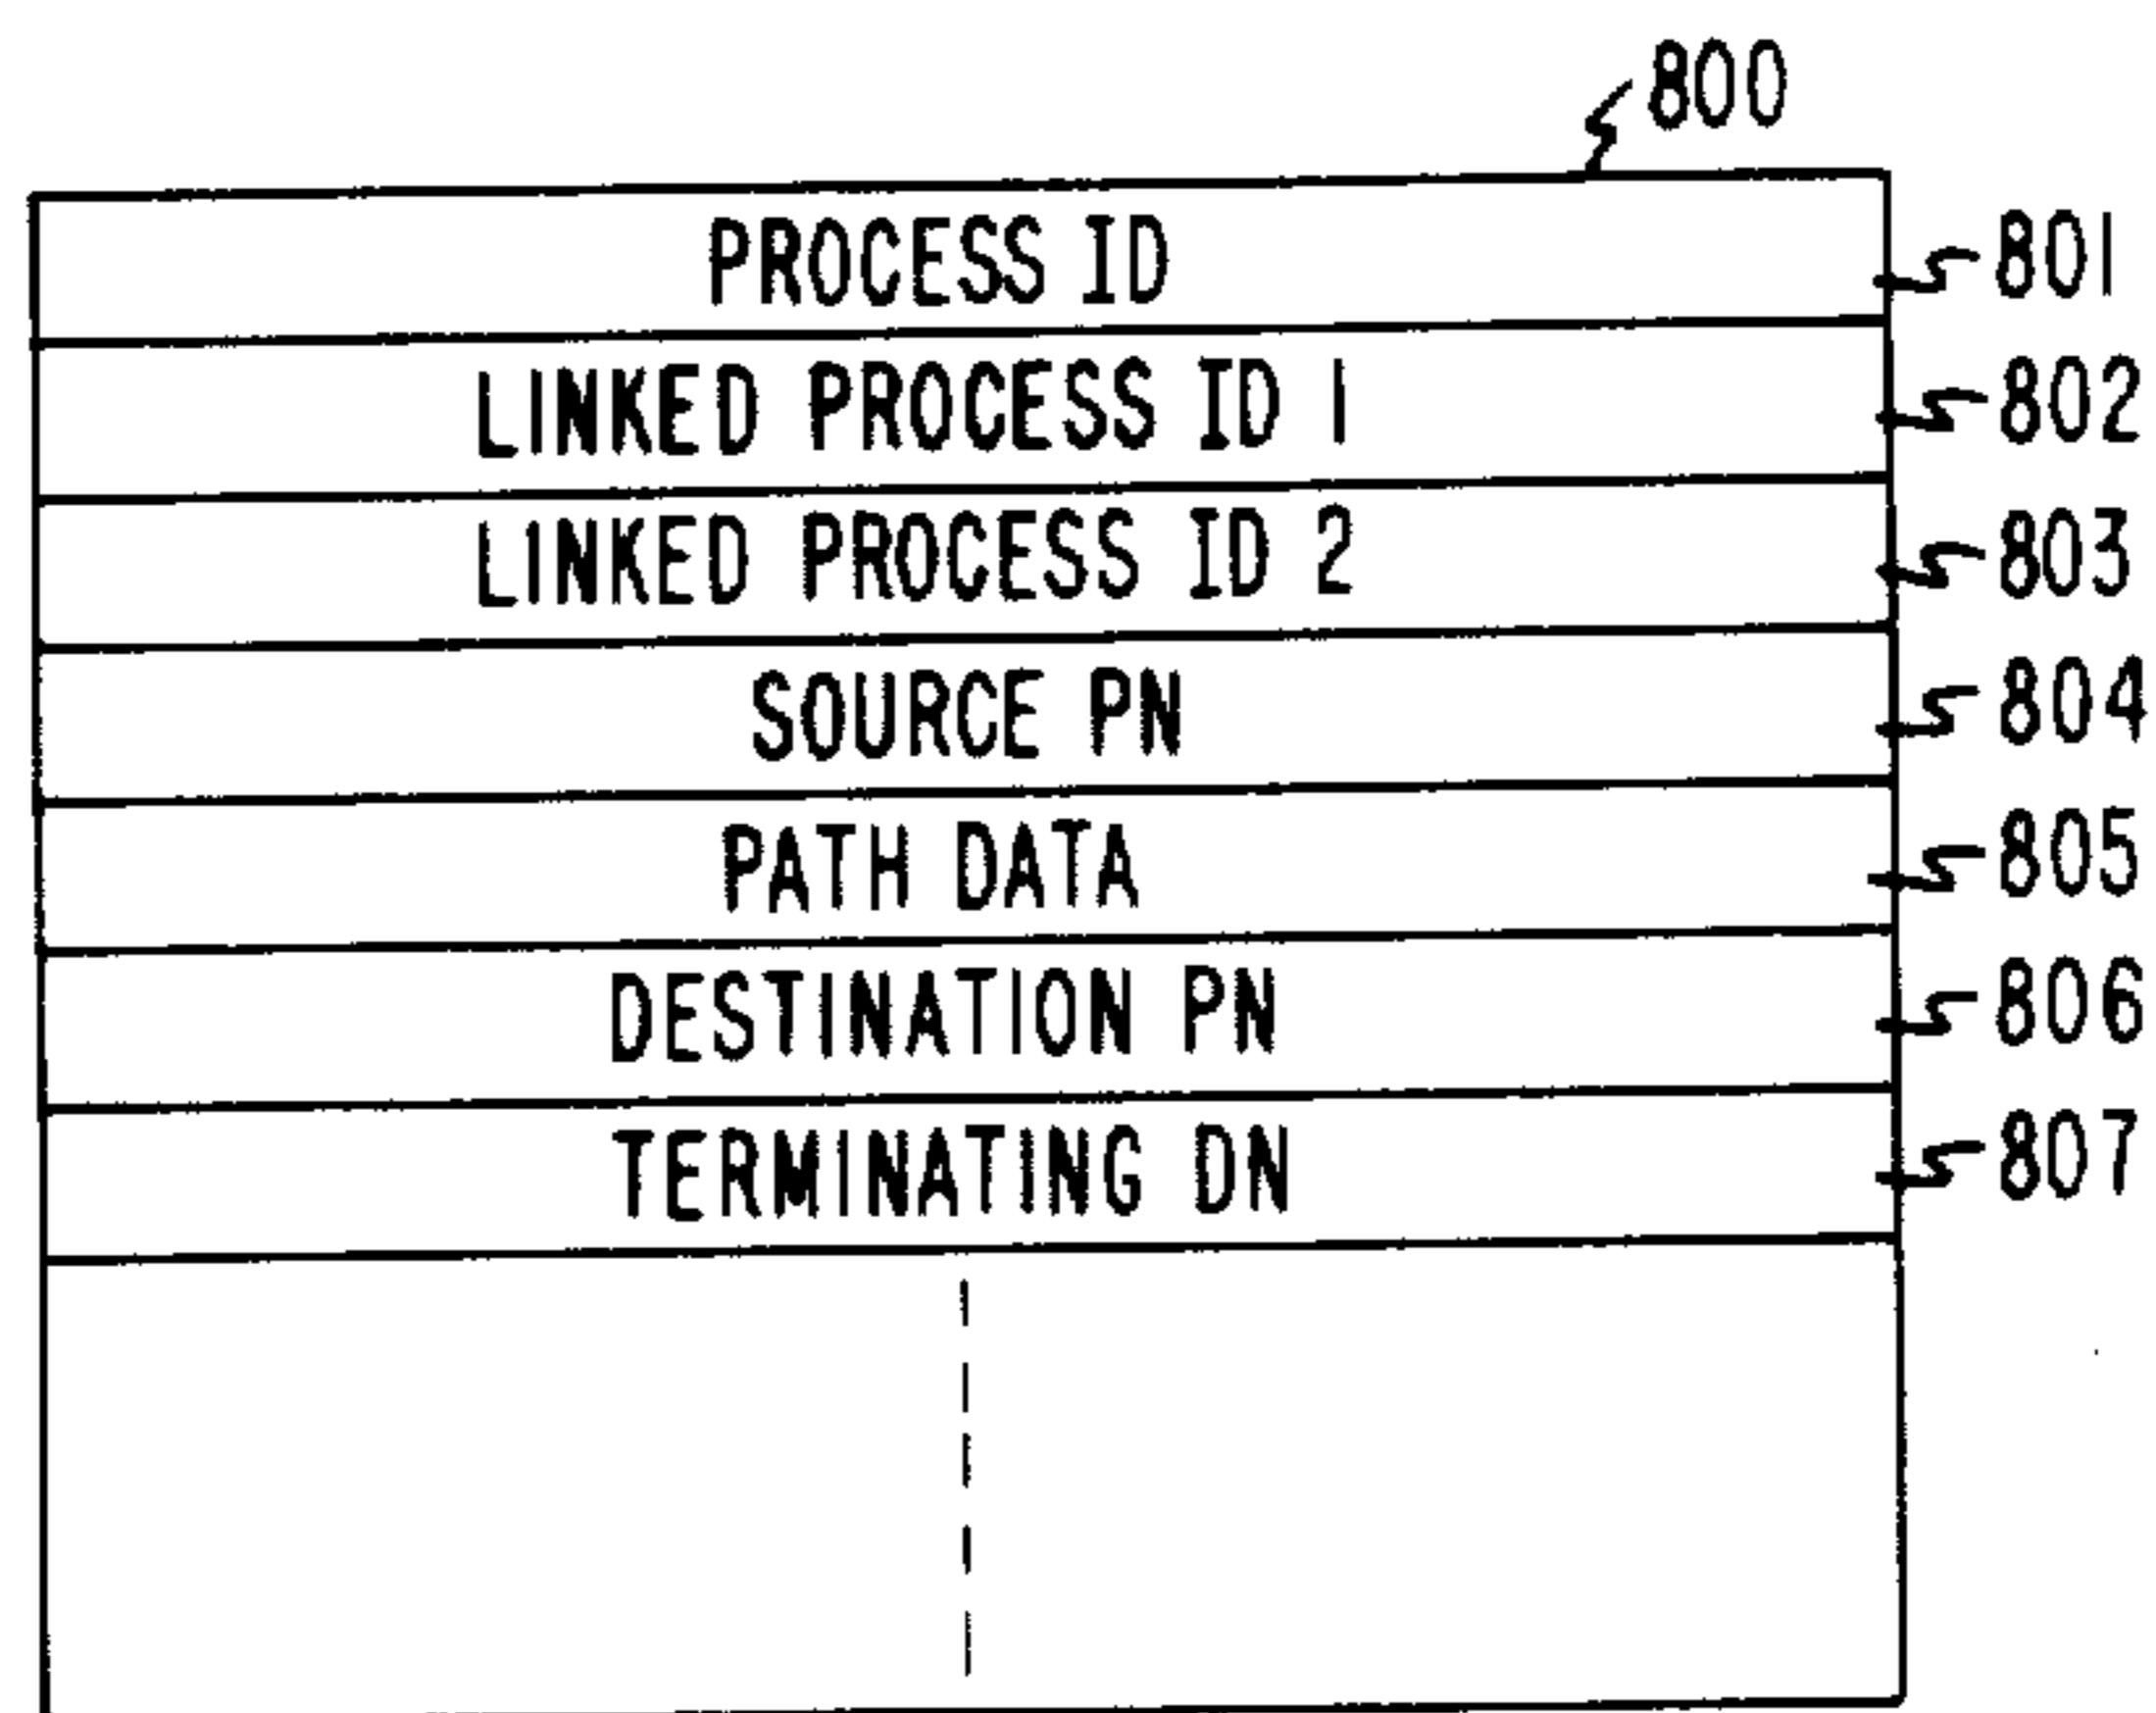 800
PROCESS ID 801
LINKED PROCESS ID 1 802
LINKED PROCESS ID 2 803
SOURCE PN 804
PATH DATA 805
DESTINATION PN 806
TERMINATING DN 807